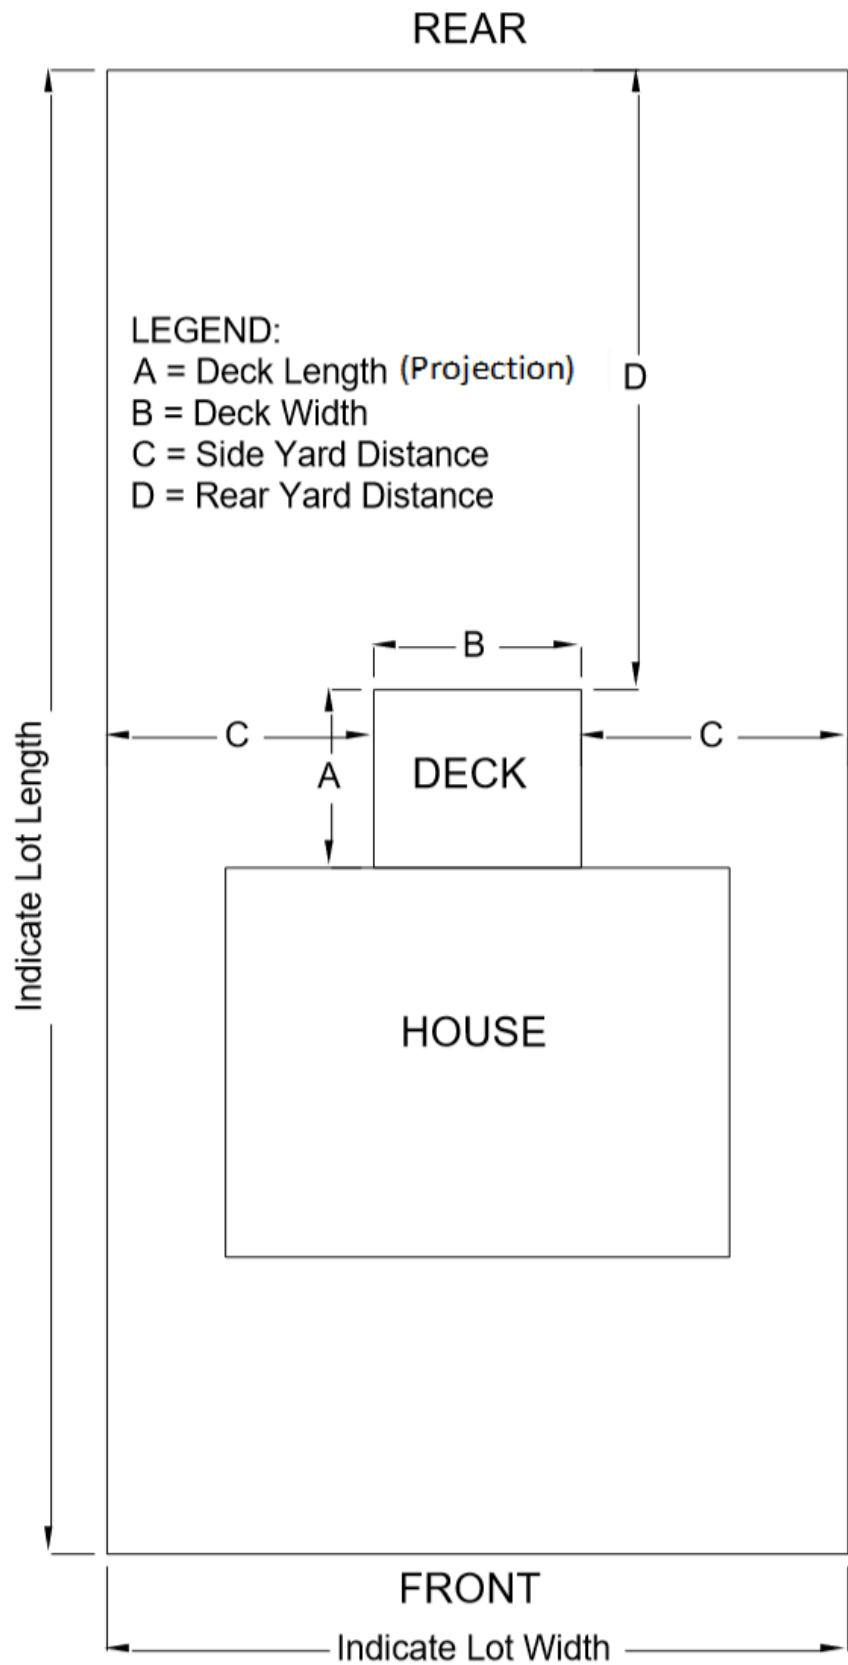 REAR
LEGEND:
A = Deck Length (Projection)
B = Deck Width
C = Side Yard Distance
D = Rear Yard Distance
D
B
C
C
A
DECK
Indicate Lot Length
HOUSE
FRONT
Indicate Lot Width